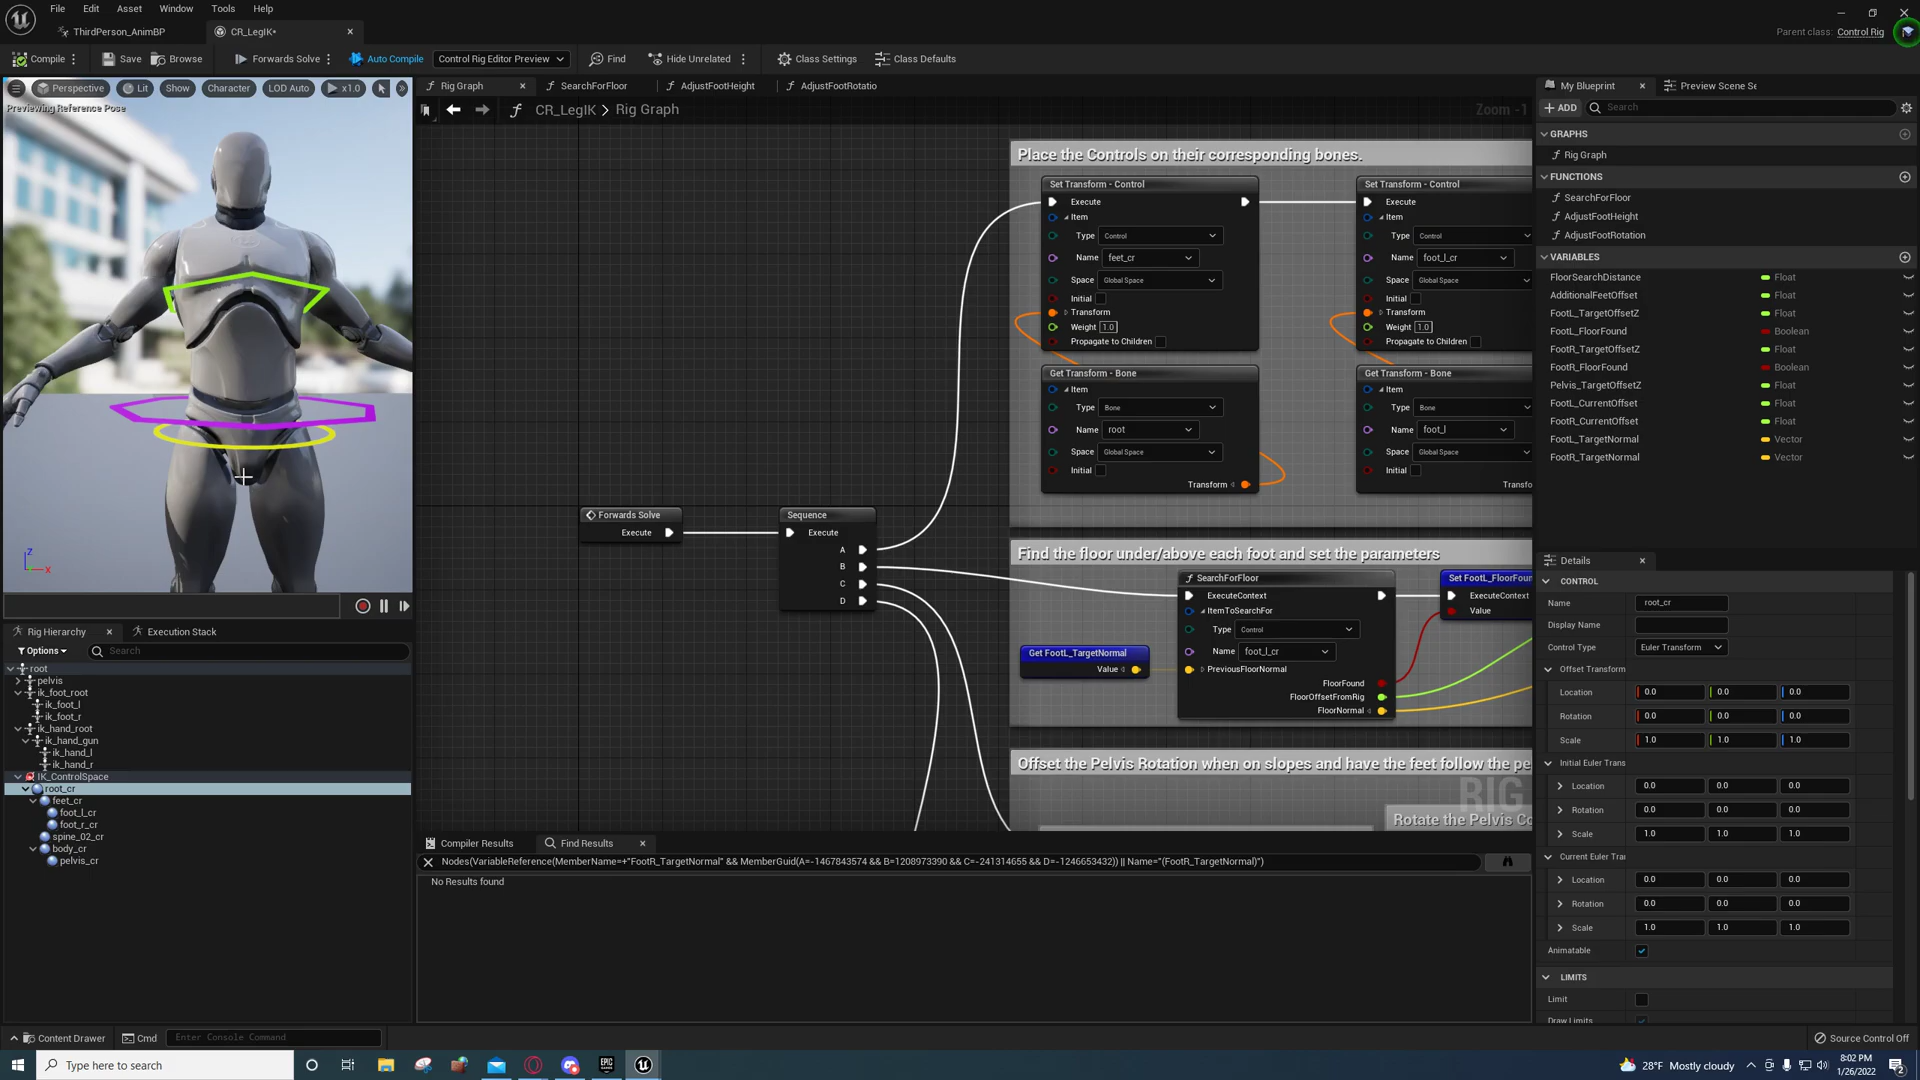 File Edit Asset Window Tools Help
ThirdPerson_AnimBP
CR_LegIK•
Parent class: Control Rig
Compile
Save
Browse
Forwards Solve
Auto Compile
Control Rig Editor Preview
Find
Hide Unrelated
Class Settings
Class Defaults
Perspective
Lit
Show
Character
LOD Auto
x1.0
Previewing Reference Pose
Z
X
Rig Hierarchy
Execution Stack
Options
Search
root
pelvis
ik_foot_root
ik_foot_l
ik_foot_r
ik_hand_root
ik_hand_gun
ik_hand_l
ik_hand_r
IK_ControlSpace
root_cr
feet_cr
foot_l_cr
foot_r_cr
spine_02_cr
body_cr
pelvis_cr
Rig Graph
SearchForFloor
AdjustFootHeight
AdjustFootRotatio
CR_LegIK > Rig Graph
Zoom -1
Place the Controls on their corresponding bones.
Set Transform - Control
Execute
Item
Type Control
Name feet_cr
Space Global Space
Initial
Transform
Weight 1.0
Propagate to Children
Get Transform - Bone
Item
Type Bone
Name root
Space Global Space
Initial
Transform
Set Transform - Control
Execute
Item
Type Control
Name foot_l_cr
Space Global Space
Initial
Transform
Weight 1.0
Propagate to Children
Get Transform - Bone
Item
Type Bone
Name foot_l
Space Global Space
Initial
Transfo
Forwards Solve
Execute
Sequence
Execute
A
B
C
D
Find the floor under/above each foot and set the parameters
SearchForFloor
ExecuteContext
ItemToSearchFor
Type Control
Name foot_l_cr
PreviousFloorNormal
FloorFound
FloorOffsetFromRig
FloorNormal
Get FootL_TargetNormal
Value
Set FootL_FloorFoun
ExecuteContext
Value
Offset the Pelvis Rotation when on slopes and have the feet follow the pe
RIG
Rotate the Pelvis Co
Compiler Results
Find Results
Nodes(VariableReference(MemberName=+"FootR_TargetNormal" && MemberGuid(A=-1467843574 && B=1208973390 && C=-241314655 && D=-1246653432)) || Name="(FootR_TargetNormal)")
No Results found
My Blueprint
Preview Scene Se
ADD
Search
GRAPHS
Rig Graph
FUNCTIONS
SearchForFloor
AdjustFootHeight
AdjustFootRotation
VARIABLES
FloorSearchDistance Float
AdditionalFeetOffset Float
FootL_TargetOffsetZ Float
FootL_FloorFound Boolean
FootR_TargetOffsetZ Float
FootR_FloorFound Boolean
Pelvis_TargetOffsetZ Float
FootL_CurrentOffset Float
FootR_CurrentOffset Float
FootL_TargetNormal Vector
FootR_TargetNormal Vector
Details
CONTROL
Name root_cr
Display Name
Control Type Euler Transform
Offset Transform
Location 0.0 0.0 0.0
Rotation 0.0 0.0 0.0
Scale 1.0 1.0 1.0
Initial Euler Trans
Location 0.0 0.0 0.0
Rotation 0.0 0.0 0.0
Scale 1.0 1.0 1.0
Current Euler Trai
Location 0.0 0.0 0.0
Rotation 0.0 0.0 0.0
Scale 1.0 1.0 1.0
Animatable
LIMITS
Limit
Draw Limits
Content Drawer
Cmd
Enter Console Command
Source Control Off
Type here to search
EPIC
28°F Mostly cloudy
8:02 PM
1/26/2022
2